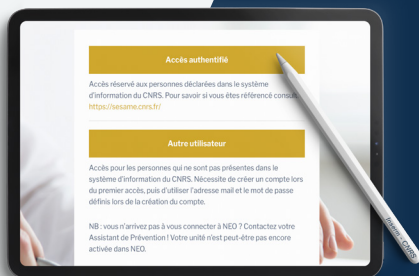 Accès authentifié
Accès réservé aux personnes déclarées dans le système
d'information du CNRS. Pour savoir si vous êtes référencé
https://sesame.cnrs.fr/
Autre utilisateur
Accès pour les personnes qui ne sont pas présentes dans le
système d'information du CNRS. Nécessite de créer un compte lors
du premier accès, puis d'utiliser l'adresse mail et le mot de passe
définis lors de la création du compte.
NB : vous n'arrivez pas à vous connecter à NEO ? Contactez votre
Assistant de Prévention ! Votre unité n'est peut-être pas encore
activée dans NEO.
Inserm - CNRS